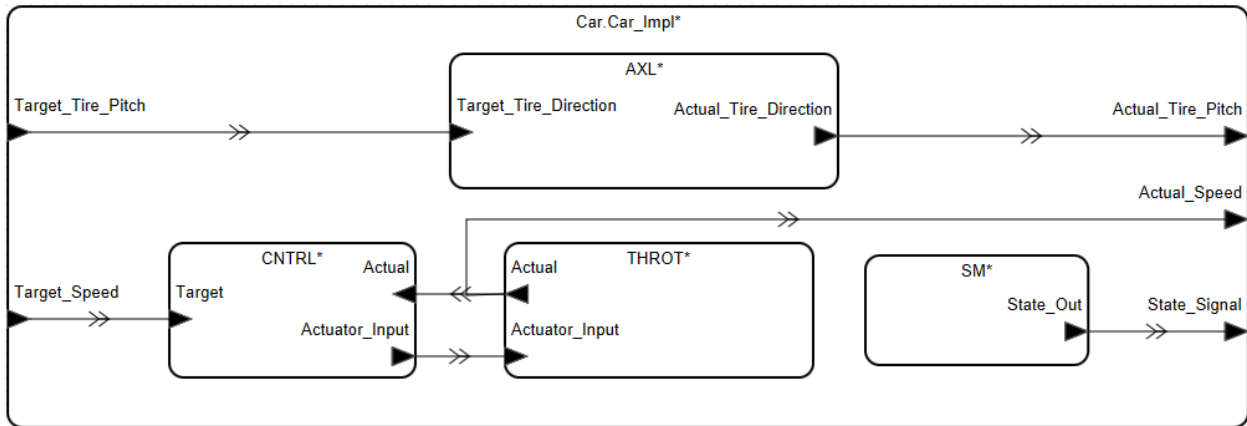 Car.Car_Impl*
AXL*
Target_Tire_Pitch
Target_Tire_Direction
Actual_Tire_Direction
Actual_Tire_Pitch
Actual_Speed
CNTRL*
Actual
Actual
THROT*
SM*
Target_Speed
Target
State_Out
State_Signal
Actuator_Input
Actuator_Input